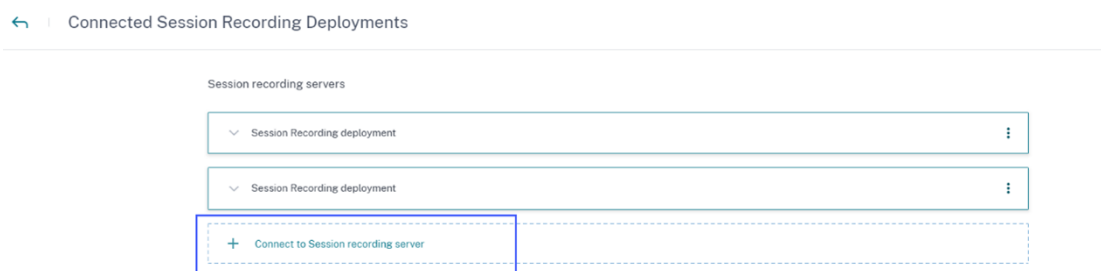 Connected Session Recording Deployments
Session recording servers
Session Recording deployment
Session Recording deployment
Connect to Session recording server